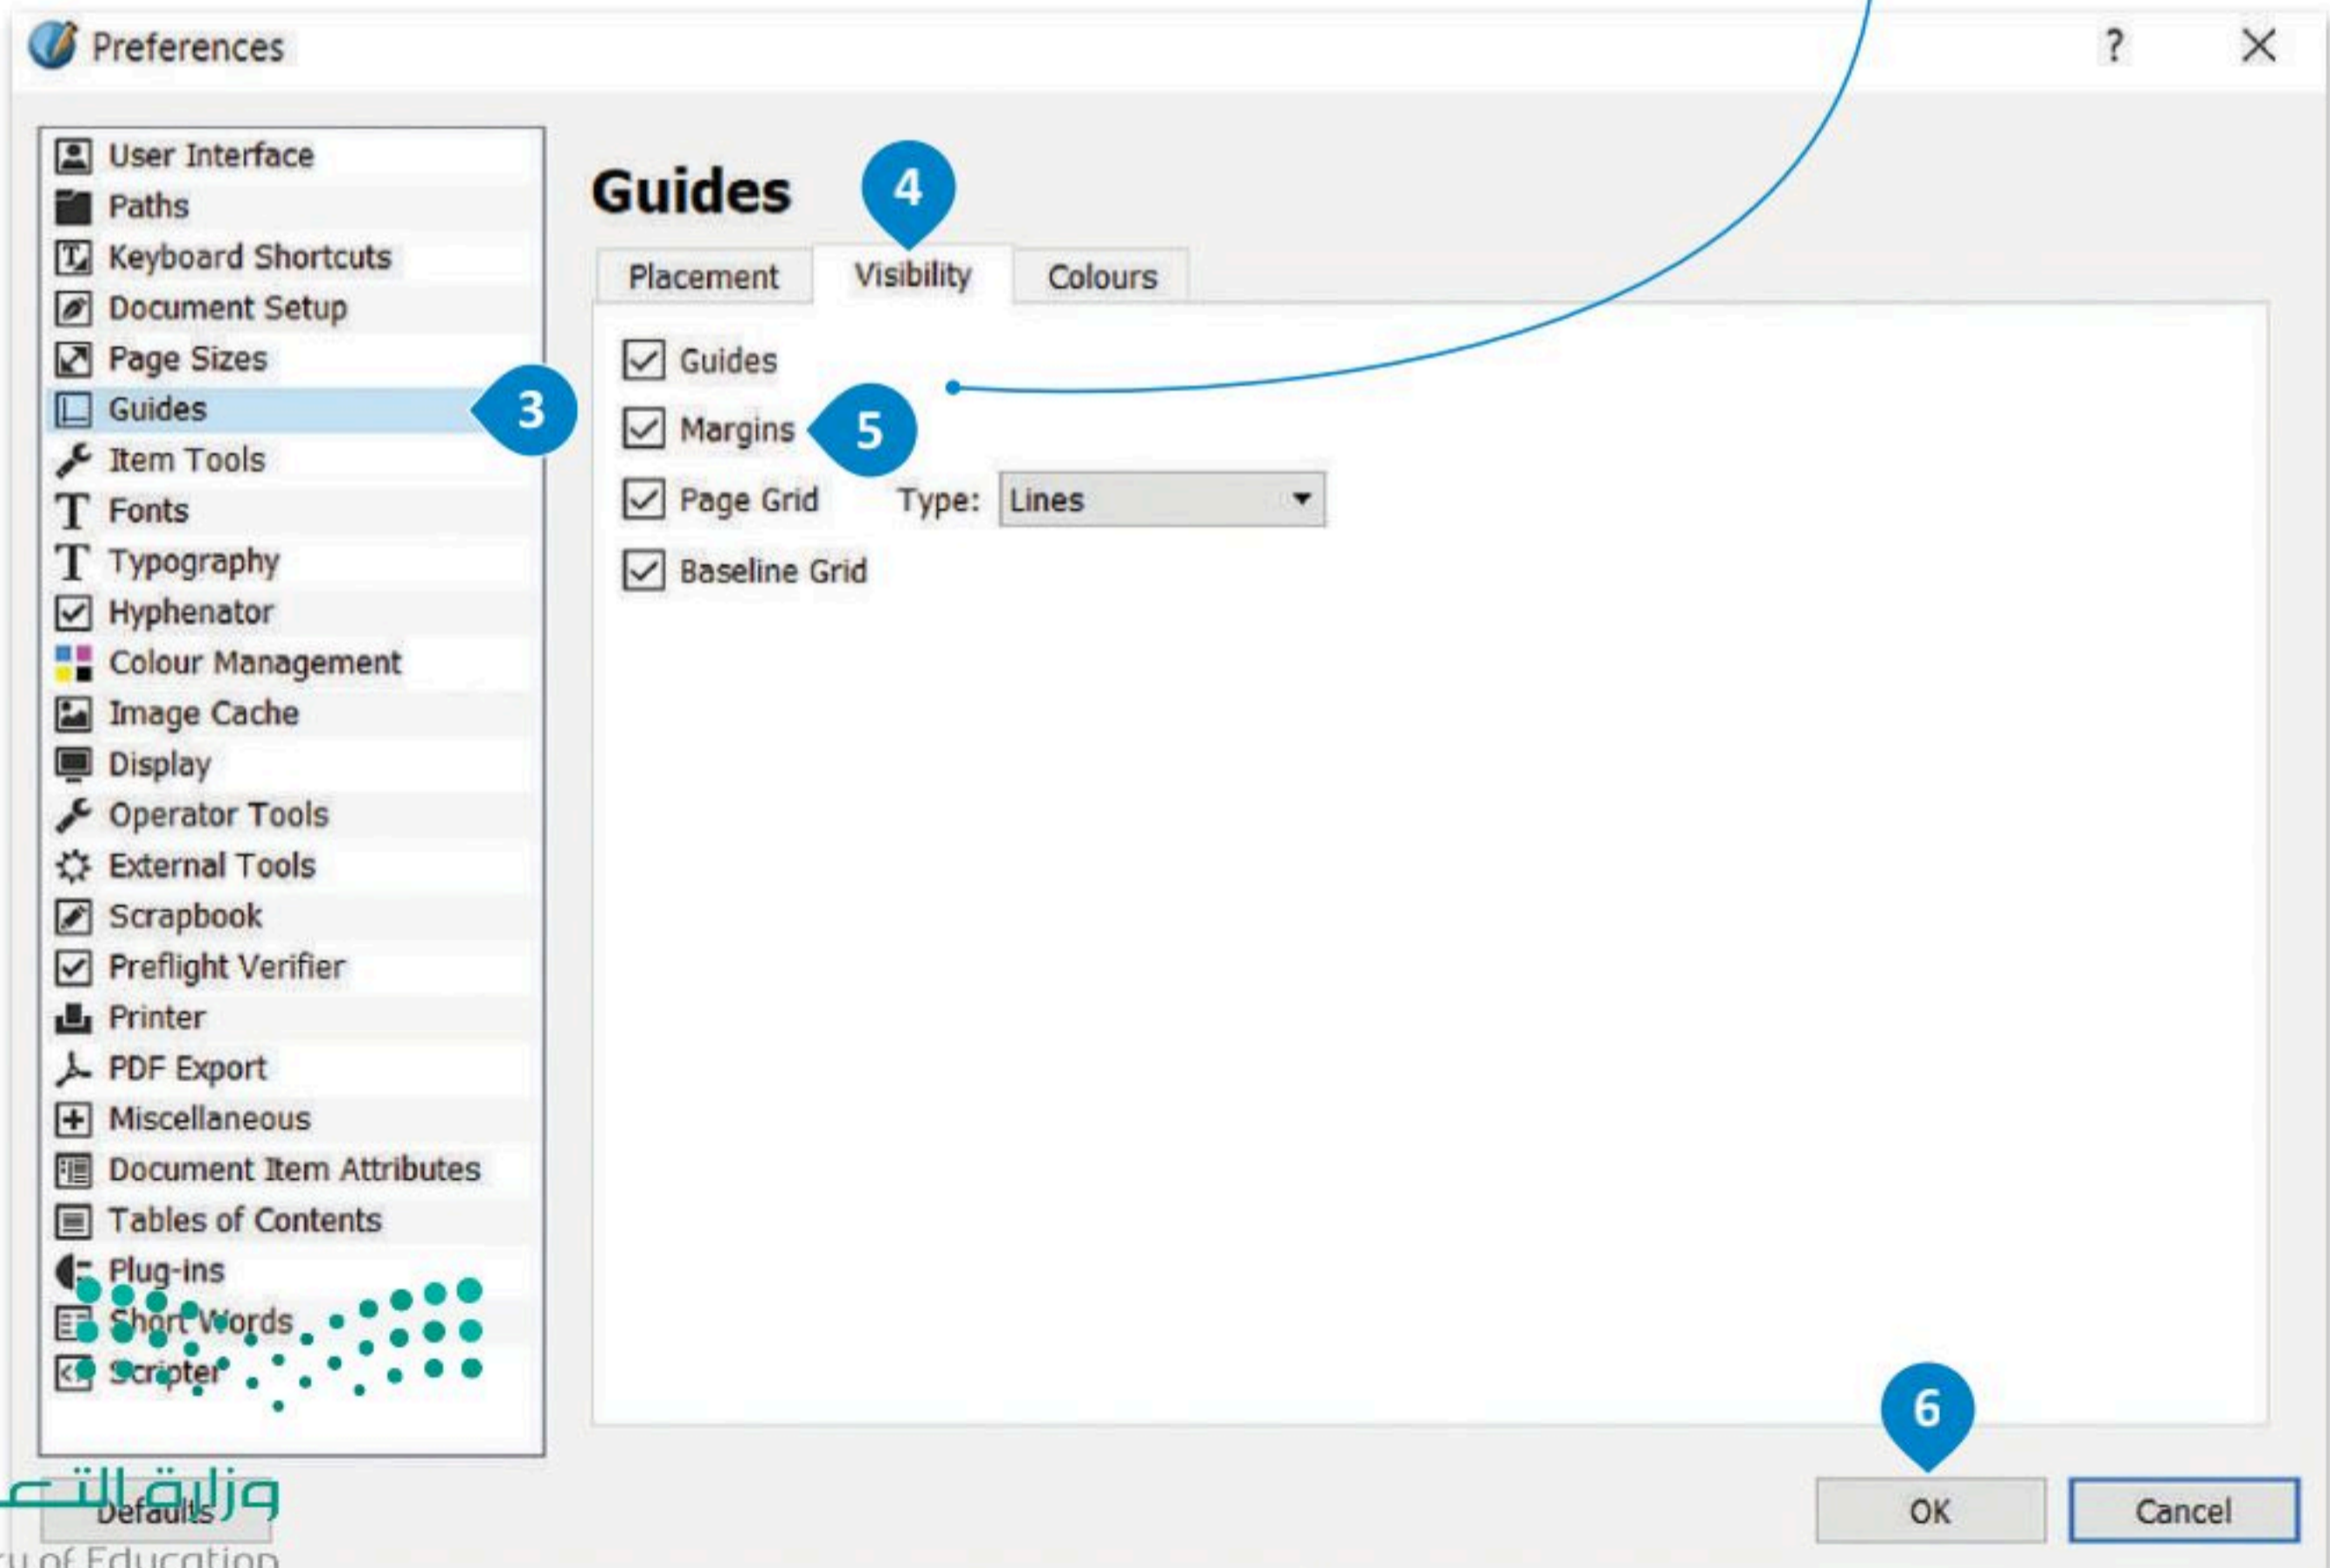 Preferences
?
User Interface
Paths
Keyboard Shortcuts
Document Setup
Page Sizes
Guides
3
Item Tools
Fonts
Typography
Hyphenator
Colour Management
Image Cache
Display
Operator Tools
External Tools
Scrapbook
Preflight Verifier
Printer
PDF Export
Miscellaneous
Document Item Attributes
Tables of Contents
Plug-ins
Short Words
Scripter
Guides
4
Placement Visibility Colours
Guides
Margins 5
Page Grid Type: Lines
Baseline Grid
6
Defaults OK Cancel
وزارة
of Education